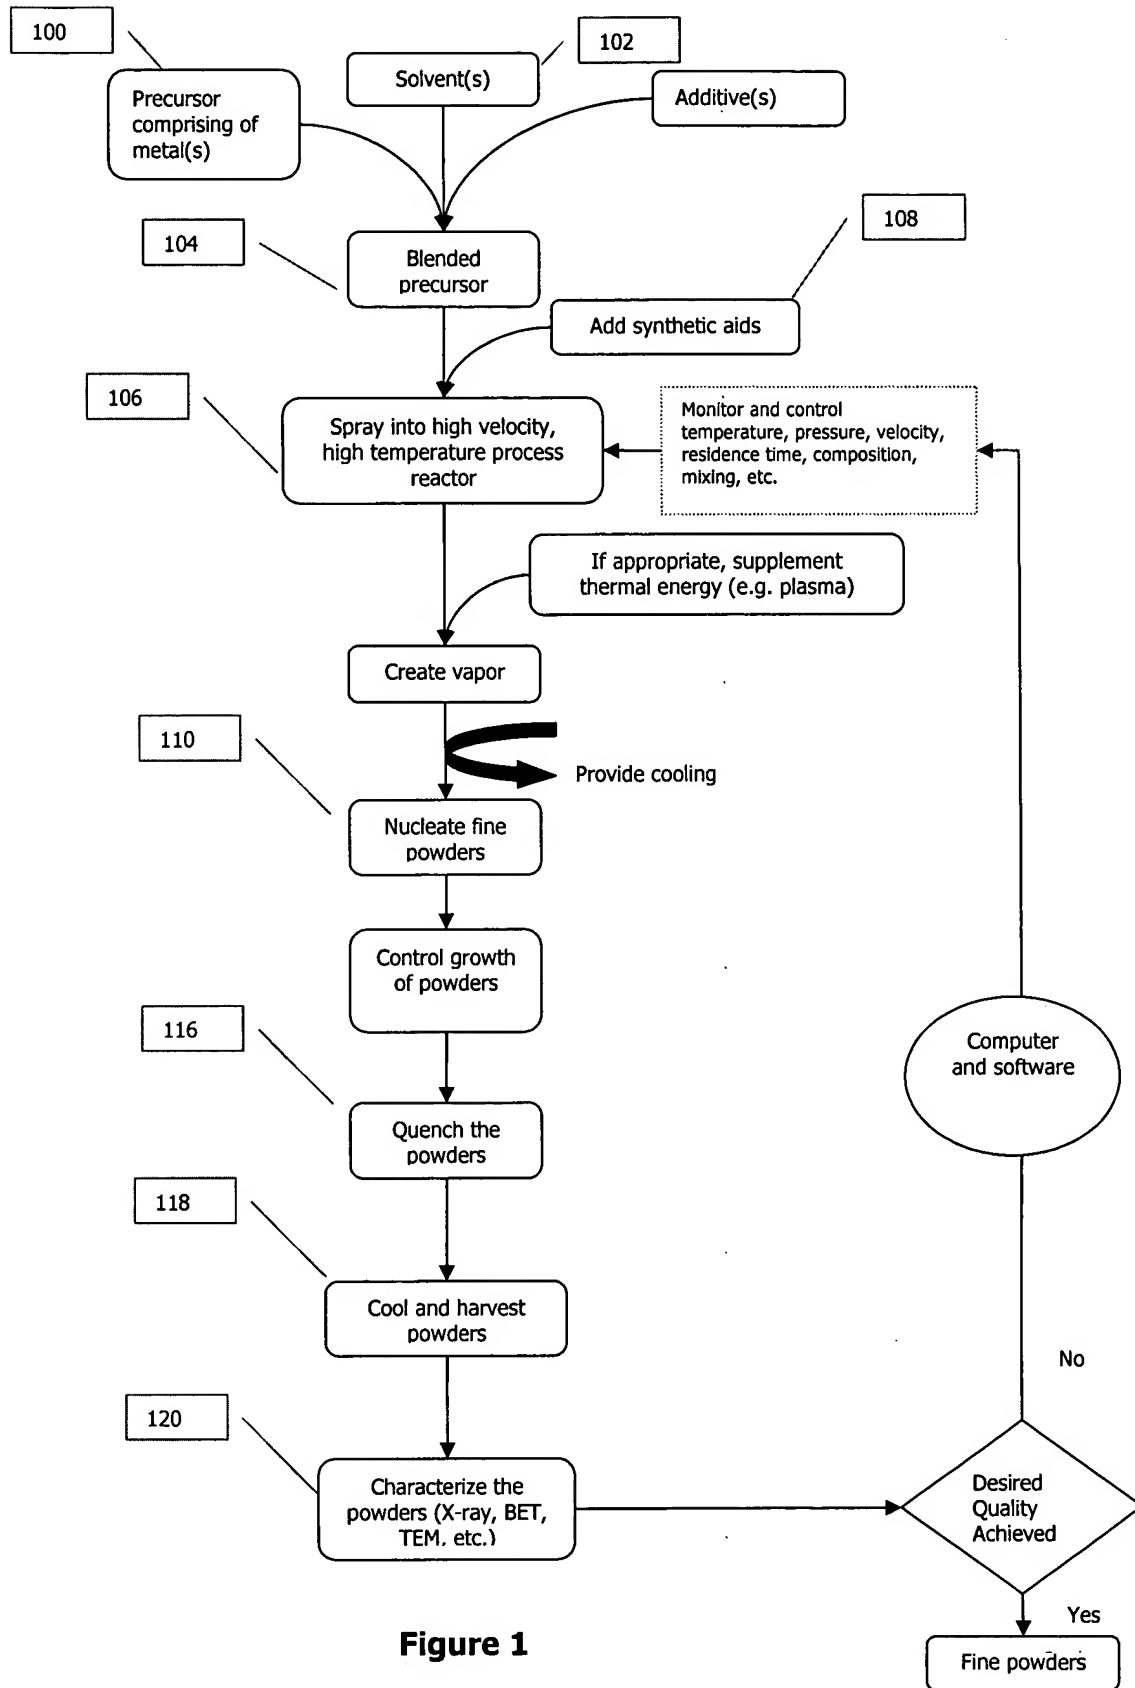 100
102
Solvent(s)
Additive(s)
Precursor
comprising of
metal(s)
104
108
Blended
precursor
Add synthetic aids
106
Spray into high velocity,
high temperature process
reactor
Monitor and control
temperature, pressure, velocity,
residence time, composition,
mixing, etc.
If appropriate, supplement
thermal energy (e.g. plasma)
Create vapor
110
Provide cooling
Nucleate fine
powders
Control growth
of powders
116
Computer
and software
Quench the
powders
118
Cool and harvest
powders
No
120
Characterize the
powders (X-ray, BET,
TEM. etc.)
Desired
Quality
Achieved
Yes
Figure 1
Fine powders